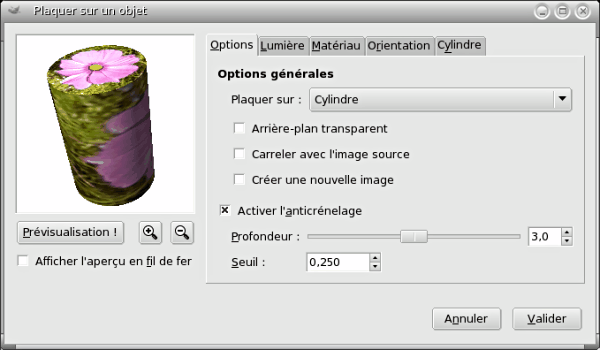 Plaquer sur un objet
Options Lumière Matériau Orientation Cylindre
Options générales
Plaquer sur : Cylindre
Arrière-plan transparent
Carreler avec l'image source
Créer une nouvelle image
Activer l'anticrénelage
Profondeur : 3,0
Seuil : 0,250
Prévisualisation !
Afficher l'aperçu en fil de fer
Annuler Valider